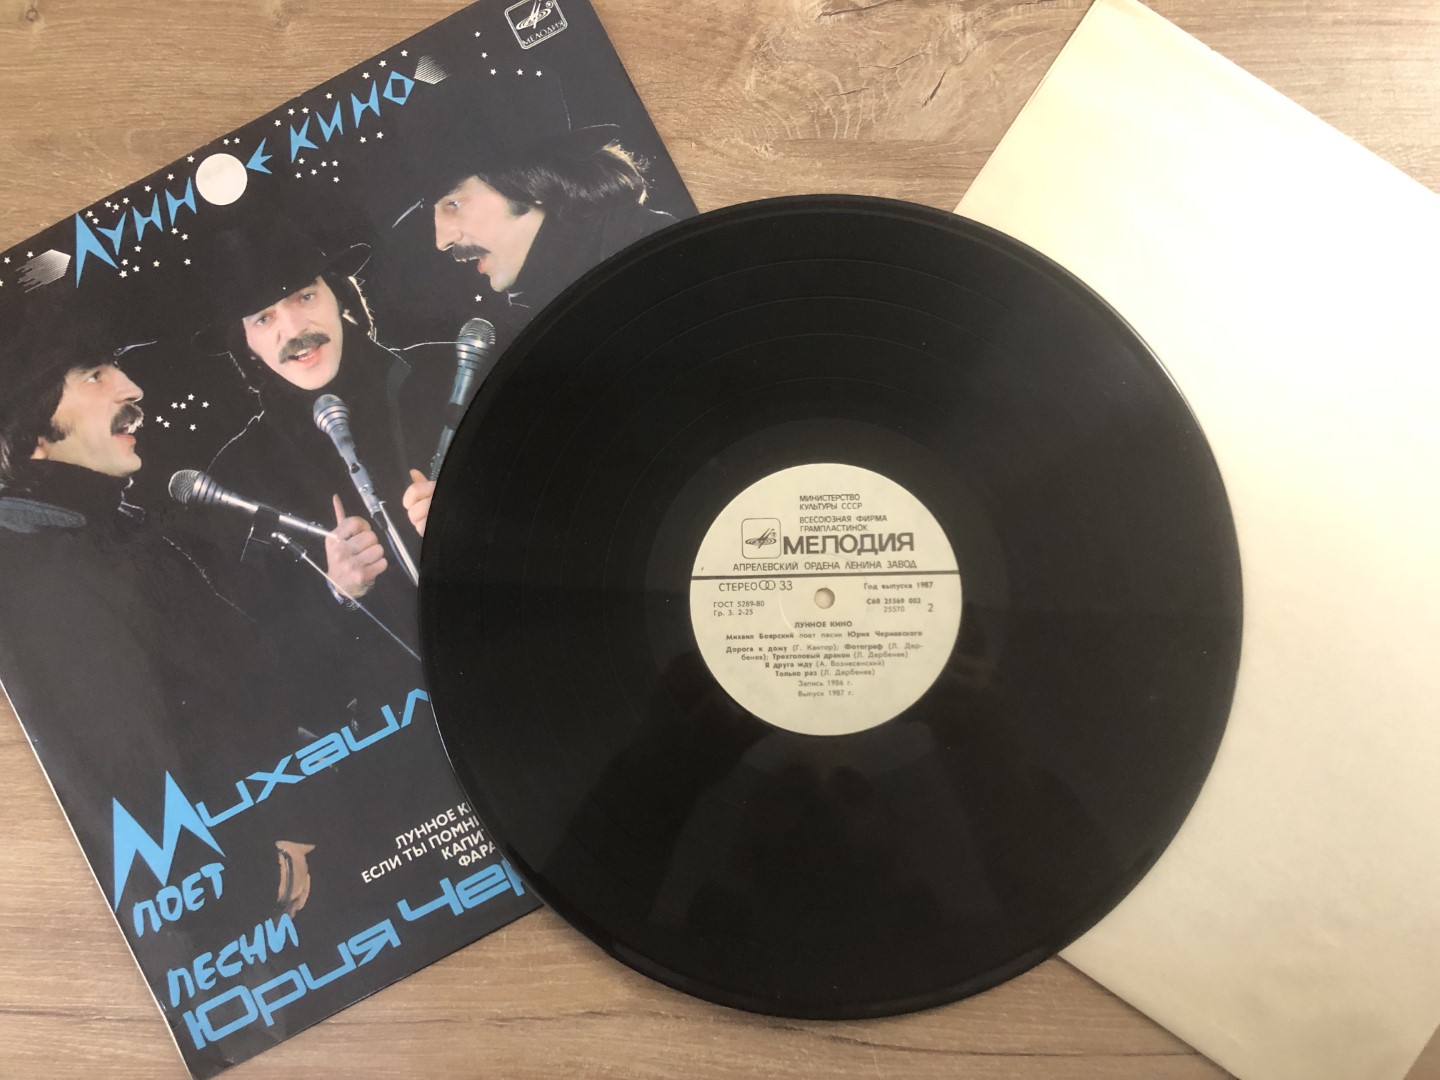 МЕЛОДИЯ
Лунное кино
Михаил
поет
песни
Юрия Чер
ЛУННОЕ К
ЕСЛИ ТЫ ПОМНИ
КАПИ
ФАРА
МИНИСТЕРСТВО
КУЛЬТУРЫ СССР
ВСЕСОЮЗНАЯ ФИРМА
ГРАМПЛАСТИНОК
МЕЛОДИЯ
АПРЕЛЕВСКИЙ ОРДЕНА ЛЕНИНА ЗАВОД
СТЕРЕО 33
Год выпуска 1987
ГОСТ 5289-80
Гр. 3. 2-25
С60 25569 002
25570
2
ЛУННОЕ КИНО
Михаил Боярский поет песни Юрия Чернавского
Дорога к дому (Г. Кантор); Фотограф (Л. Дер-
бенев); Трехголовый дракон (Л. Дербенев)
Я друга жду (А. Вознесенский)
Только раз (Л. Дербенев)
Запись 1986 г.
Выпуск 1987 г.